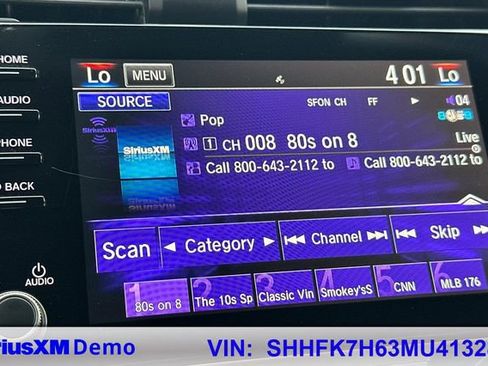 HOME
Lo MENU 4 01 Lo
AUDIO SOURCE SFON CH FF 04
SiriusXM Pop
PHONE SiriusXM 1 CH 008 80s on 8 Live
Call 800-643-2112 to Call 800-643-2112 to
BACK
Scan Category Channel Skip
AUDIO 1 2 3 4 5 6
80s on 8 The 10s Sp Classic Vin Smokey'sS CNN MLB 176
iriusXM Demo VIN: SHHFK7H63MU4132